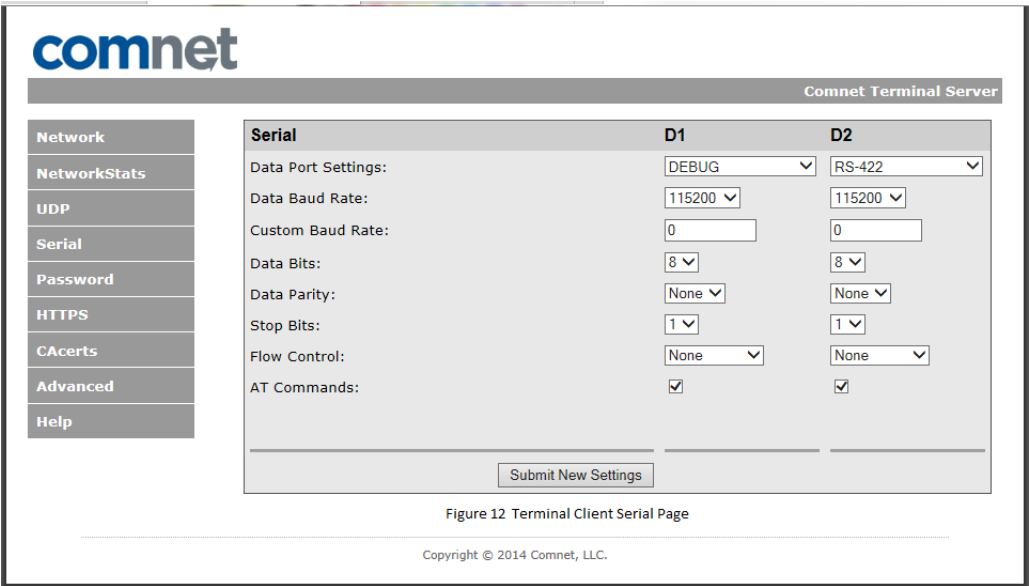 comnet
Comnet Terminal Server
Network
NetworkStats
UDP
Serial
Password
HTTPS
CAcerts
Advanced
Help
Serial D1 D2
Data Port Settings: DEBUG RS-422
Data Baud Rate: 115200 115200
Custom Baud Rate: 0 0
Data Bits: 8 8
Data Parity: None None
Stop Bits: 1 1
Flow Control: None None
AT Commands:
Submit New Settings
Figure 12 Terminal Client Serial Page
Copyright © 2014 Comnet, LLC.